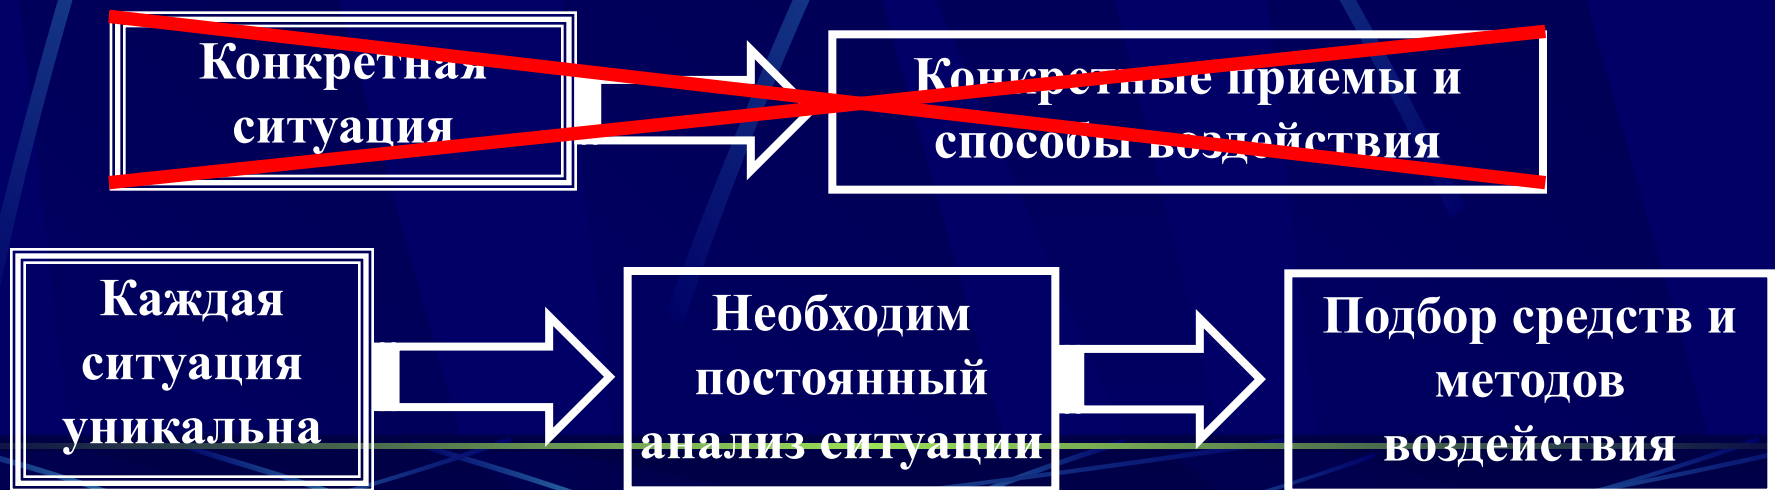 Конкретная
ситуация
Конкретные приемы и
способы воздействия
Каждая
ситуация
уникальна
Необходим
постоянный
анализ ситуации
Подбор средств и
методов
воздействия